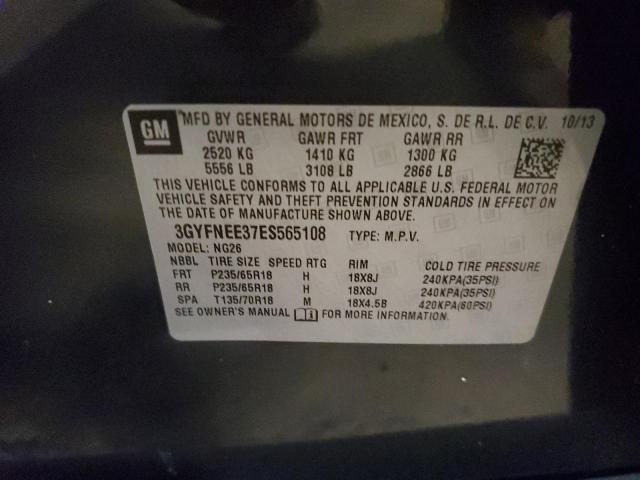 GM
MFD BY GENERAL MOTORS DE MEXICO, S. DE R.L. DE C.V. 10/13
GVWR GAWR FRT GAWR RR
2520 KG 1410 KG 1300 KG
5556 LB 3108 LB 2866 LB
THIS VEHICLE CONFORMS TO ALL APPLICABLE U.S. FEDERAL MOTOR
VEHICLE SAFETY AND THEFT PREVENTION STANDARDS IN EFFECT ON
THE DATE OF MANUFACTURE SHOWN ABOVE.
3GYFNEE37ES565108 TYPE: M.P.V.
MODEL: NG26
NBBL TIRE SIZE SPEED RTG RIM COLD TIRE PRESSURE
FRT P235/65R18 H 18X8J 240KPA(35PSI)
RR P235/65R18 H 18X8J 240KPA(35PSI)
SPA T135/70R18 M 18X4.5B 420KPA(60PSI)
SEE OWNER'S MANUAL FOR MORE INFORMATION.